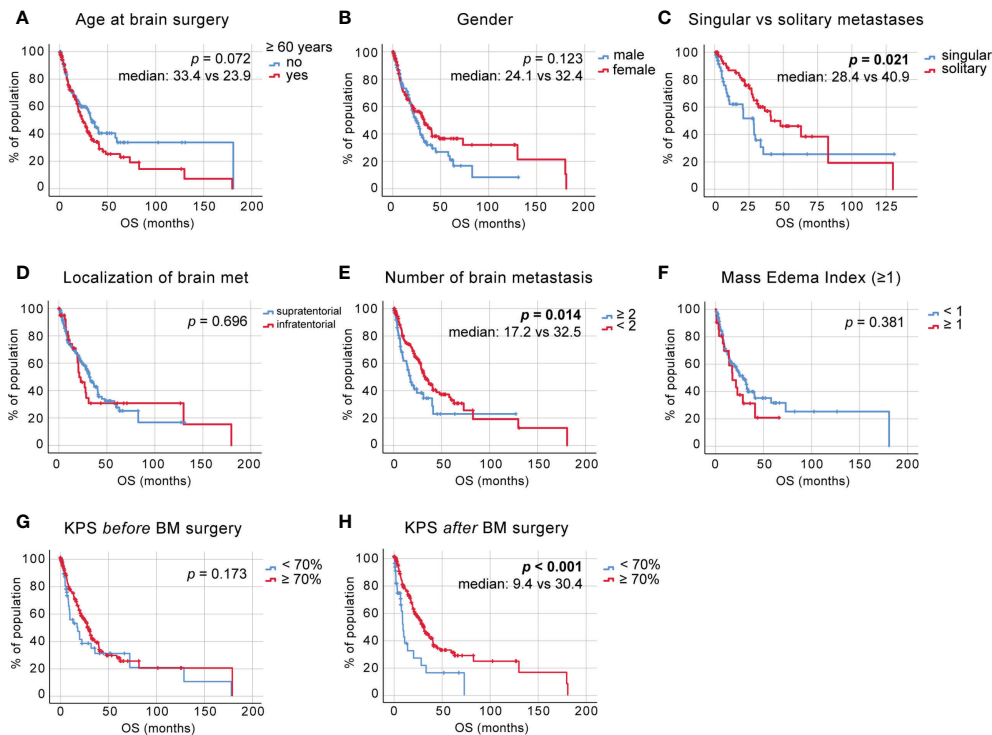 A
Age at brain surgery
% of population
100
80
60
40
20
0
p = 0.072
median: 33.4 vs 23.9
≥ 60 years
no
yes
0 50 100 150 200
OS (months)
B
Gender
% of population
100
80
60
40
20
0
p = 0.123
median: 24.1 vs 32.4
male
female
0 50 100 150 200
OS (months)
C
Singular vs solitary metastases
% of population
100
80
60
40
20
0
p = 0.021
median: 28.4 vs 40.9
singular
solitary
0 25 50 75 100 125
OS (months)
D
Localization of brain met
% of population
100
80
60
40
20
0
p = 0.696
supratentorial
infratentorial
0 50 100 150 200
OS (months)
E
Number of brain metastasis
% of population
100
80
60
40
20
0
p = 0.014
median: 17.2 vs 32.5
≥ 2
< 2
0 50 100 150 200
OS (months)
F
Mass Edema Index (≥1)
% of population
100
80
60
40
20
0
p = 0.381
< 1
≥ 1
0 50 100 150 200
OS (months)
G
KPS before BM surgery
% of population
100
80
60
40
20
0
p = 0.173
< 70%
≥ 70%
0 50 100 150 200
OS (months)
H
KPS after BM surgery
% of population
100
80
60
40
20
0
p < 0.001
median: 9.4 vs 30.4
< 70%
≥ 70%
0 50 100 150 200
OS (months)